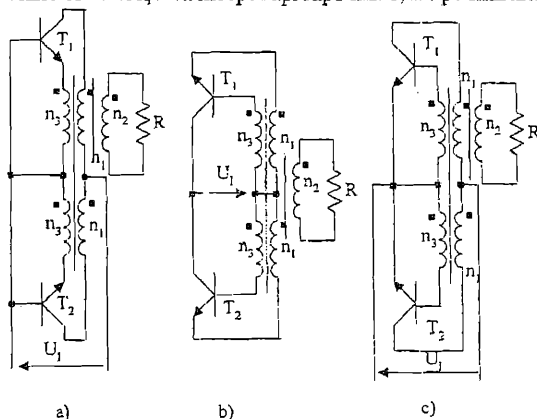 T₁ T₁ T₁
n₃ n₂ R n₃ n₁ n₁ n₃ n₂ R
n₁ U₁ n₂ R
n₃ n₁ n₃ n₁ n₃ n₁
T₂ T₂ T₂
U₁ U
a) b) c)